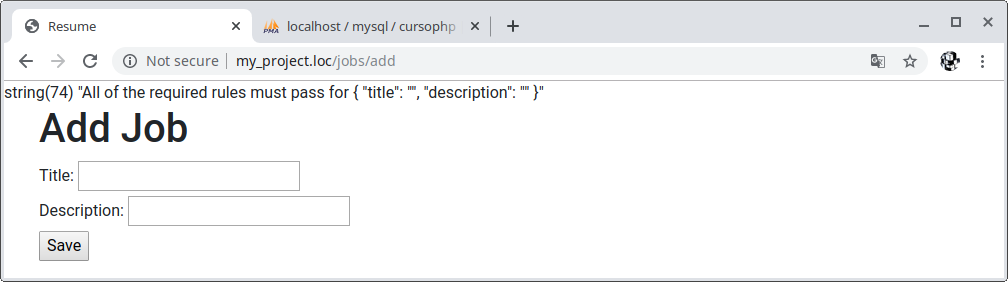 Resume
PMA localhost / mysql / cursophp
Not secure | my_project.loc/jobs/add
string(74) "All of the required rules must pass for { "title": "", "description": "" }"
Add Job
Title:
Description:
Save